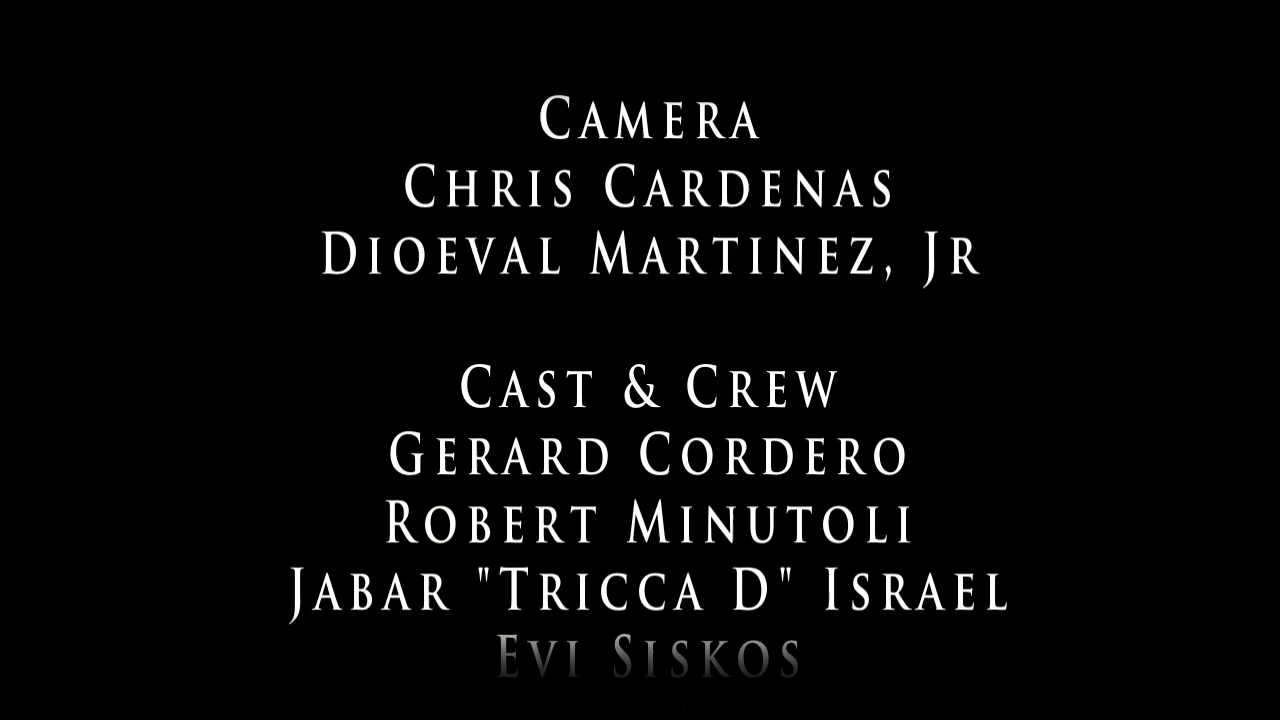 Camera
Chris Cardenas
Dioeval Martinez, Jr
Cast & Crew
Gerard Cordero
Robert Minutoli
Jabar "Tricca D" Israel
Evi Siskos